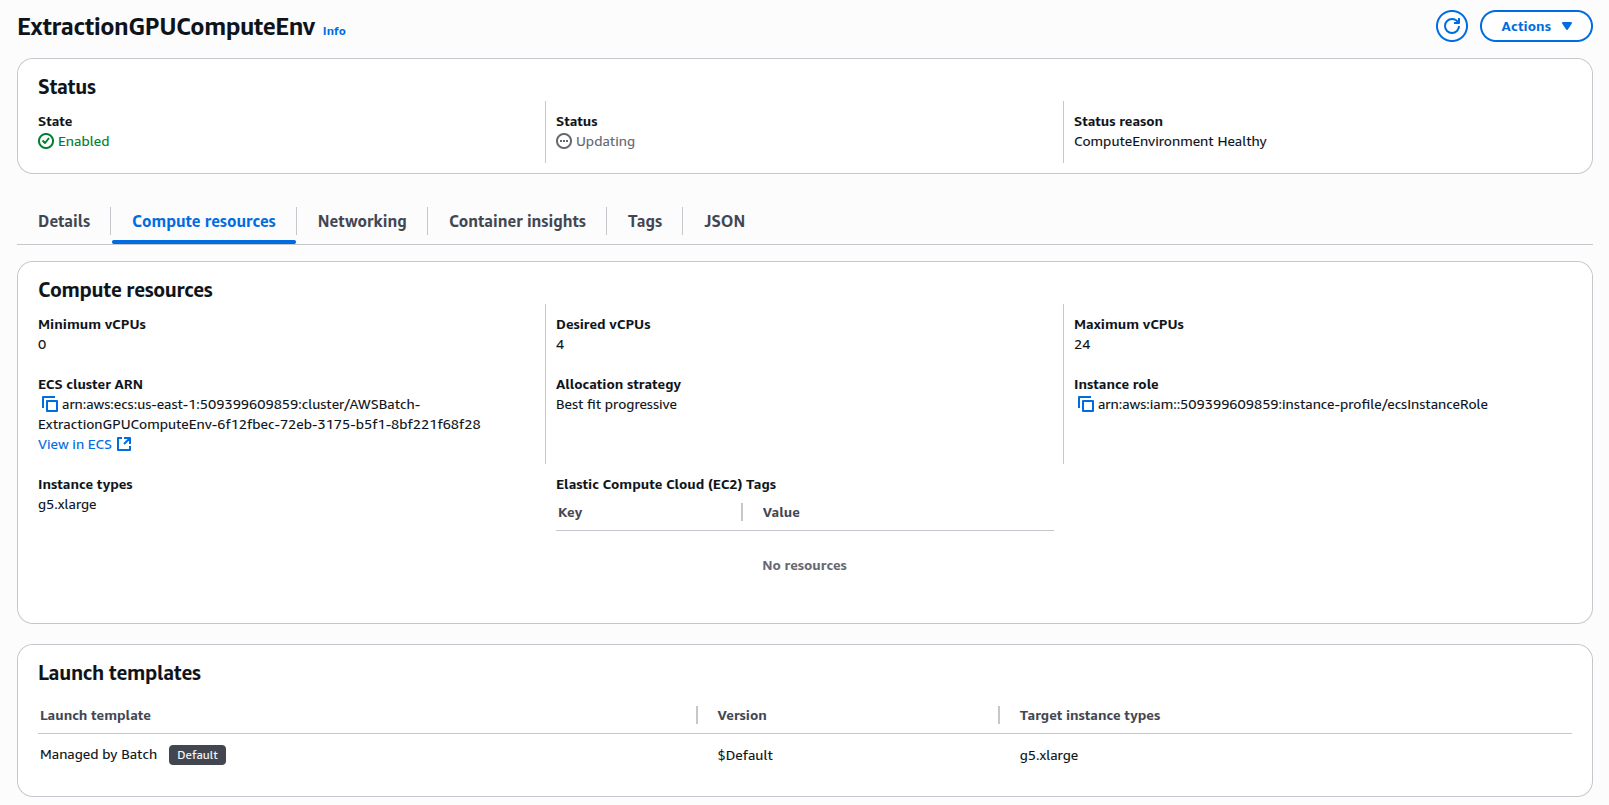 ExtractionGPUComputeEnv Info
Actions
Status
State
Enabled
Status
Updating
Status reason
ComputeEnvironment Healthy
Details
Compute resources
Networking
Container insights
Tags
JSON
Compute resources
Minimum vCPUs
0
Desired vCPUs
4
Maximum vCPUs
24
ECS cluster ARN
arn:aws:ecs:us-east-1:509399609859:cluster/AWSBatch-
ExtractionGPUComputeEnv-6f12fbec-72eb-3175-b5f1-8bf221f68f28
View in ECS
Allocation strategy
Best fit progressive
Instance role
arn:aws:iam::509399609859:instance-profile/ecsInstanceRole
Instance types
g5.xlarge
Elastic Compute Cloud (EC2) Tags
Key
Value
No resources
Launch templates
Launch template
Version
Target instance types
Managed by Batch Default
$Default
g5.xlarge